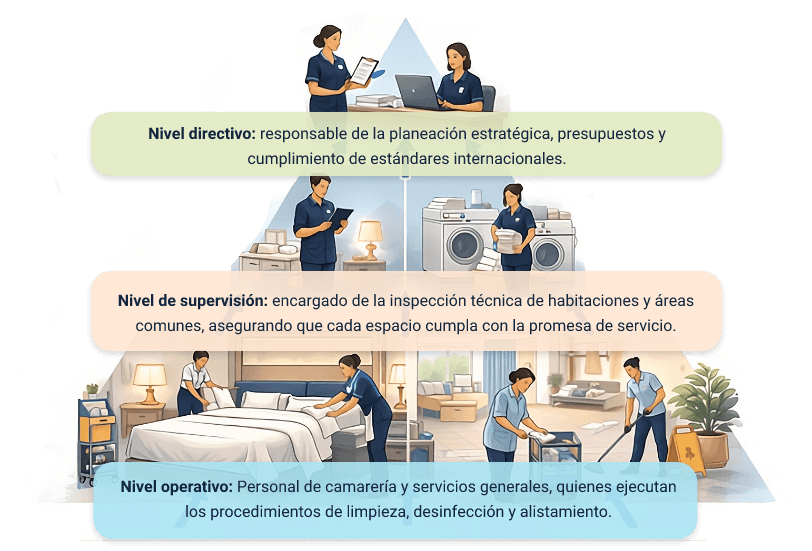 Nivel directivo: responsable de la planeación estratégica, presupuestos y
cumplimiento de estándares internacionales.
Nivel de supervisión: encargado de la inspección técnica de habitaciones y áreas
comunes, asegurando que cada espacio cumpla con la promesa de servicio.
Nivel operativo: Personal de camarería y servicios generales, quienes ejecutan
los procedimientos de limpieza, desinfección y alistamiento.